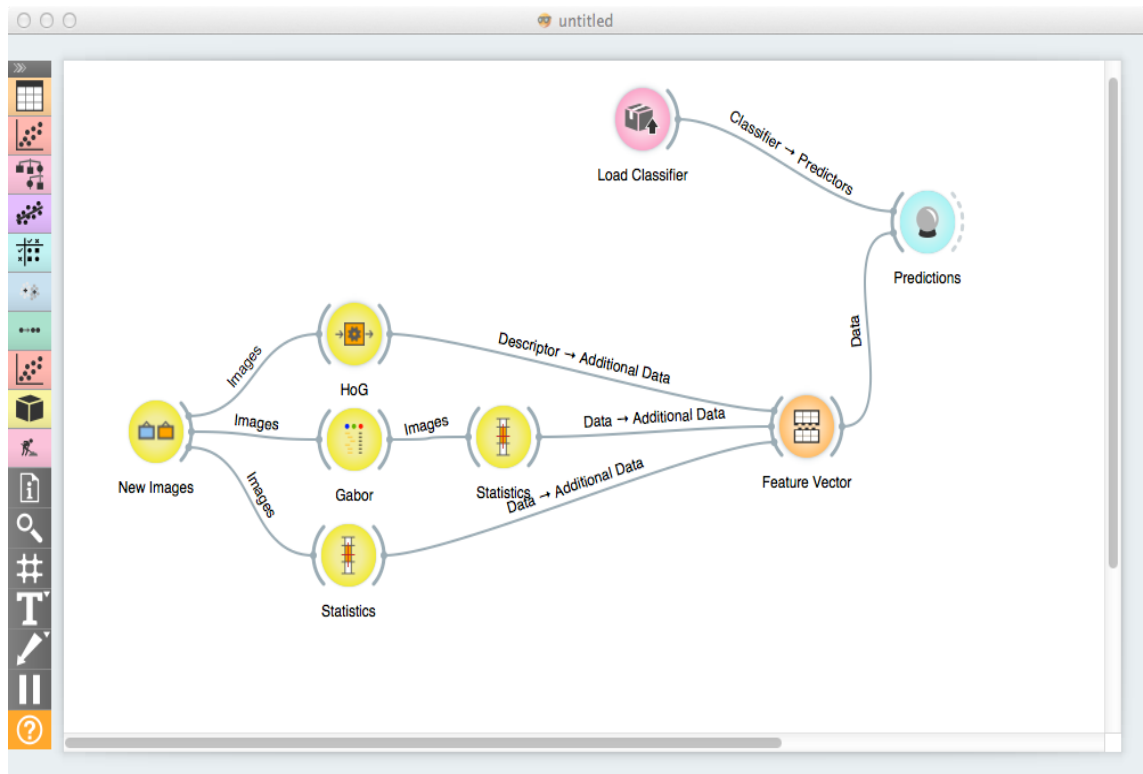 untitled
Classifier → Predictors
Load Classifier
Predictions
Images
HoG
Descriptor → Additional Data
Data
Images
Images
Data → Additional Data
New Images
Gabor
Statistics
Feature Vector
Images
Data → Additional Data
Statistics
T
?